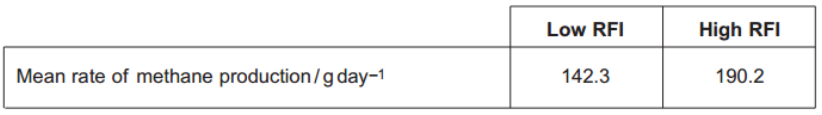 Low RFI High RFI
Mean rate of methane production / g day⁻¹ 142.3 190.2